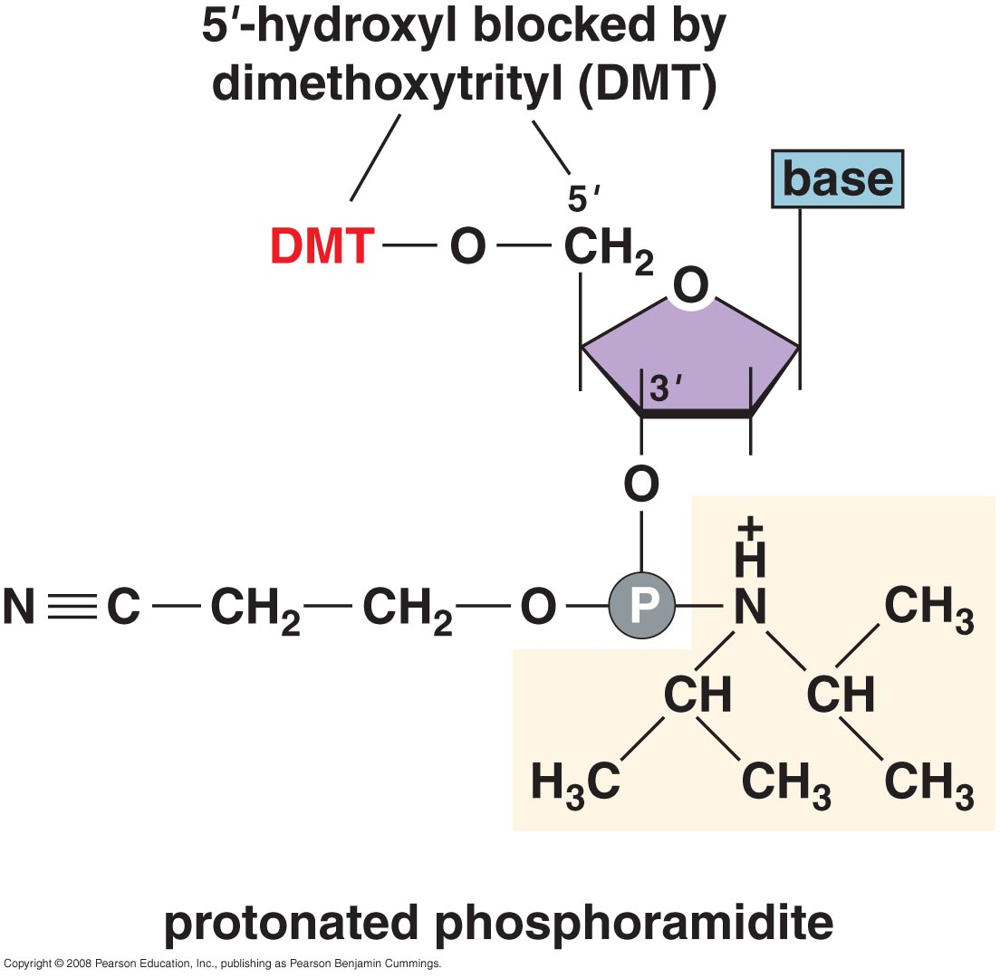 5′-hydroxyl blocked by
dimethoxytrityl (DMT)
base
5′
DMT — O — CH₂
O
3′
O
+
H
N≡C — CH₂ — CH₂ — O — P — N
CH₃
CH CH
H₃C CH₃ CH₃
protonated phosphoramidite
Copyright © 2008 Pearson Education, Inc., publishing as Pearson Benjamin Cummings.